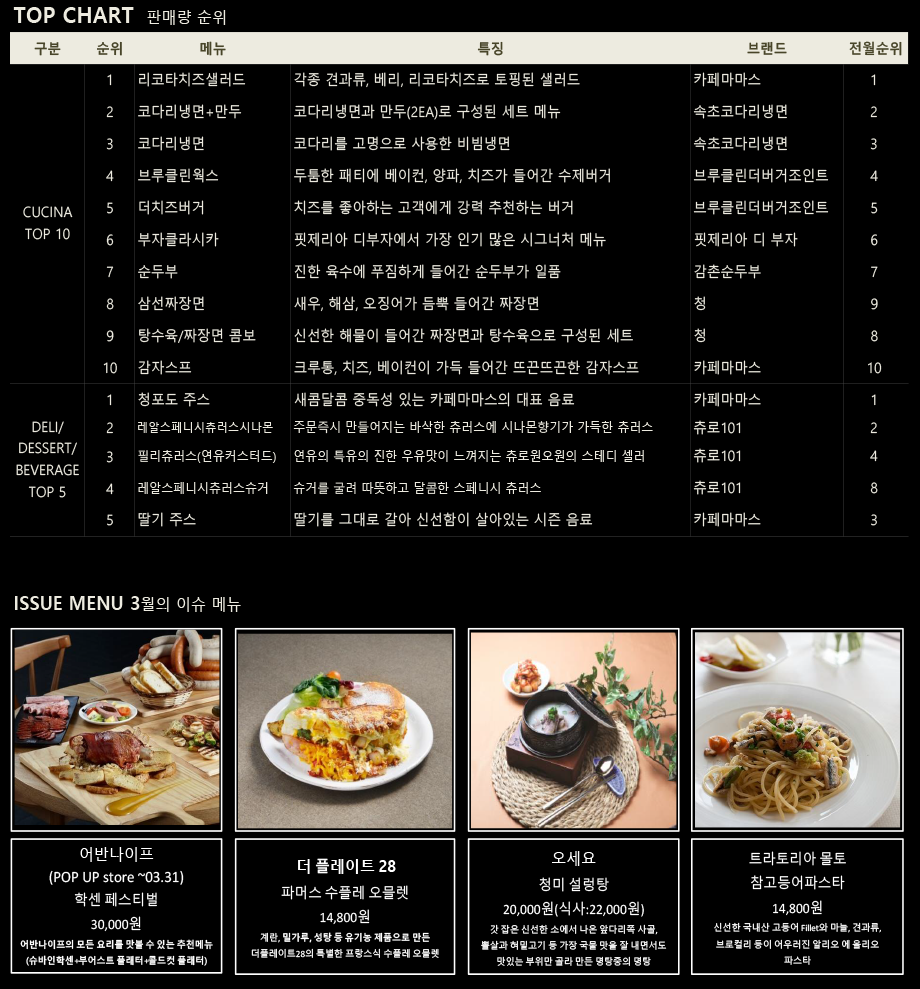 TOP CHART 판매량 순위
구분 순위 메뉴 특징 브랜드 전월순위
CUCINA
TOP 10
1 리코타치즈샐러드 각종 견과류, 베리, 리코타치즈로 토핑된 샐러드 카페마마스 1
2 코다리냉면+만두 코다리냉면과 만두(2EA)로 구성된 세트 메뉴 속초코다리냉면 2
3 코다리냉면 코다리를 고명으로 사용한 비빔냉면 속초코다리냉면 3
4 브루클린웍스 두툼한 패티에 베이컨, 양파, 치즈가 들어간 수제버거 브루클린더버거조인트 4
5 더치즈버거 치즈를 좋아하는 고객에게 강력 추천하는 버거 브루클린더버거조인트 5
6 부자클라시카 핏제리아 디부자에서 가장 인기 많은 시그너처 메뉴 핏제리아 디 부자 6
7 순두부 진한 육수에 푸짐하게 들어간 순두부가 일품 감촌순두부 7
8 삼선짜장면 새우, 해삼, 오징어가 듬뿍 들어간 짜장면 청 9
9 탕수육/짜장면 콤보 신선한 해물이 들어간 짜장면과 탕수육으로 구성된 세트 청 8
10 감자스프 크루통, 치즈, 베이컨이 가득 들어간 뜨끈뜨끈한 감자스프 카페마마스 10
DELI/
DESSERT/
BEVERAGE
TOP 5
1 청포도 주스 새콤달콤 중독성 있는 카페마마스의 대표 음료 카페마마스 1
2 레알스페니시츄러스시나몬 주문즉시 만들어지는 바삭한 츄러스에 시나몬향기가 가득한 츄러스 츄로101 2
3 필리츄러스(연유커스터드) 연유의 특유의 진한 우유맛이 느껴지는 츄로원오원의 스테디 셀러 츄로101 4
4 레알스페니시츄러스슈거 슈거를 굴려 따뜻하고 달콤한 스페니시 츄러스 츄로101 8
5 딸기 주스 딸기를 그대로 갈아 신선함이 살아있는 시즌 음료 카페마마스 3
ISSUE MENU 3월의 이슈 메뉴
어반나이프
(POP UP store ~03.31)
학센 페스티벌
30,000원
어반나이프의 모든 요리를 맛볼 수 있는 추천메뉴
(슈바인학센+부어스트 플래터+콜드컷 플래터)
더 플레이트 28
파머스 수플레 오믈렛
14,800원
계란, 밀가루, 설탕 등 유기농 제품으로 만든
더플레이트28의 특별한 프랑스식 수플레 오믈렛
오세요
청미 설렁탕
20,000원(식사:22,000원)
갓 잡은 신선한 소에서 나온 앞다리쪽 사골,
뽈살과 혀밑고기 등 가장 국물 맛을 잘 내면서도
맛있는 부위만 골라 만든 명탕중의 명탕
트라토리아 몰토
참고등어파스타
14,800원
신선한 국내산 고등어 Fillet와 마늘, 견과류,
브로컬리 등이 어우러진 알리오 에 올리오
파스타